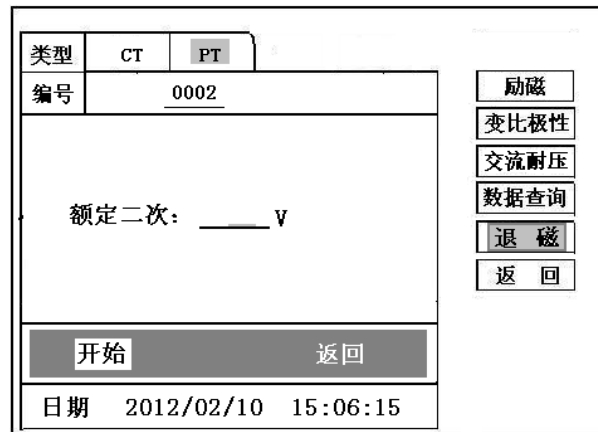 类型 CT PT
编号 0002
额定二次： ____ V
开始 返回
日期 2012/02/10 15:06:15
励磁
变比极性
交流耐压
数据查询
退 磁
返 回